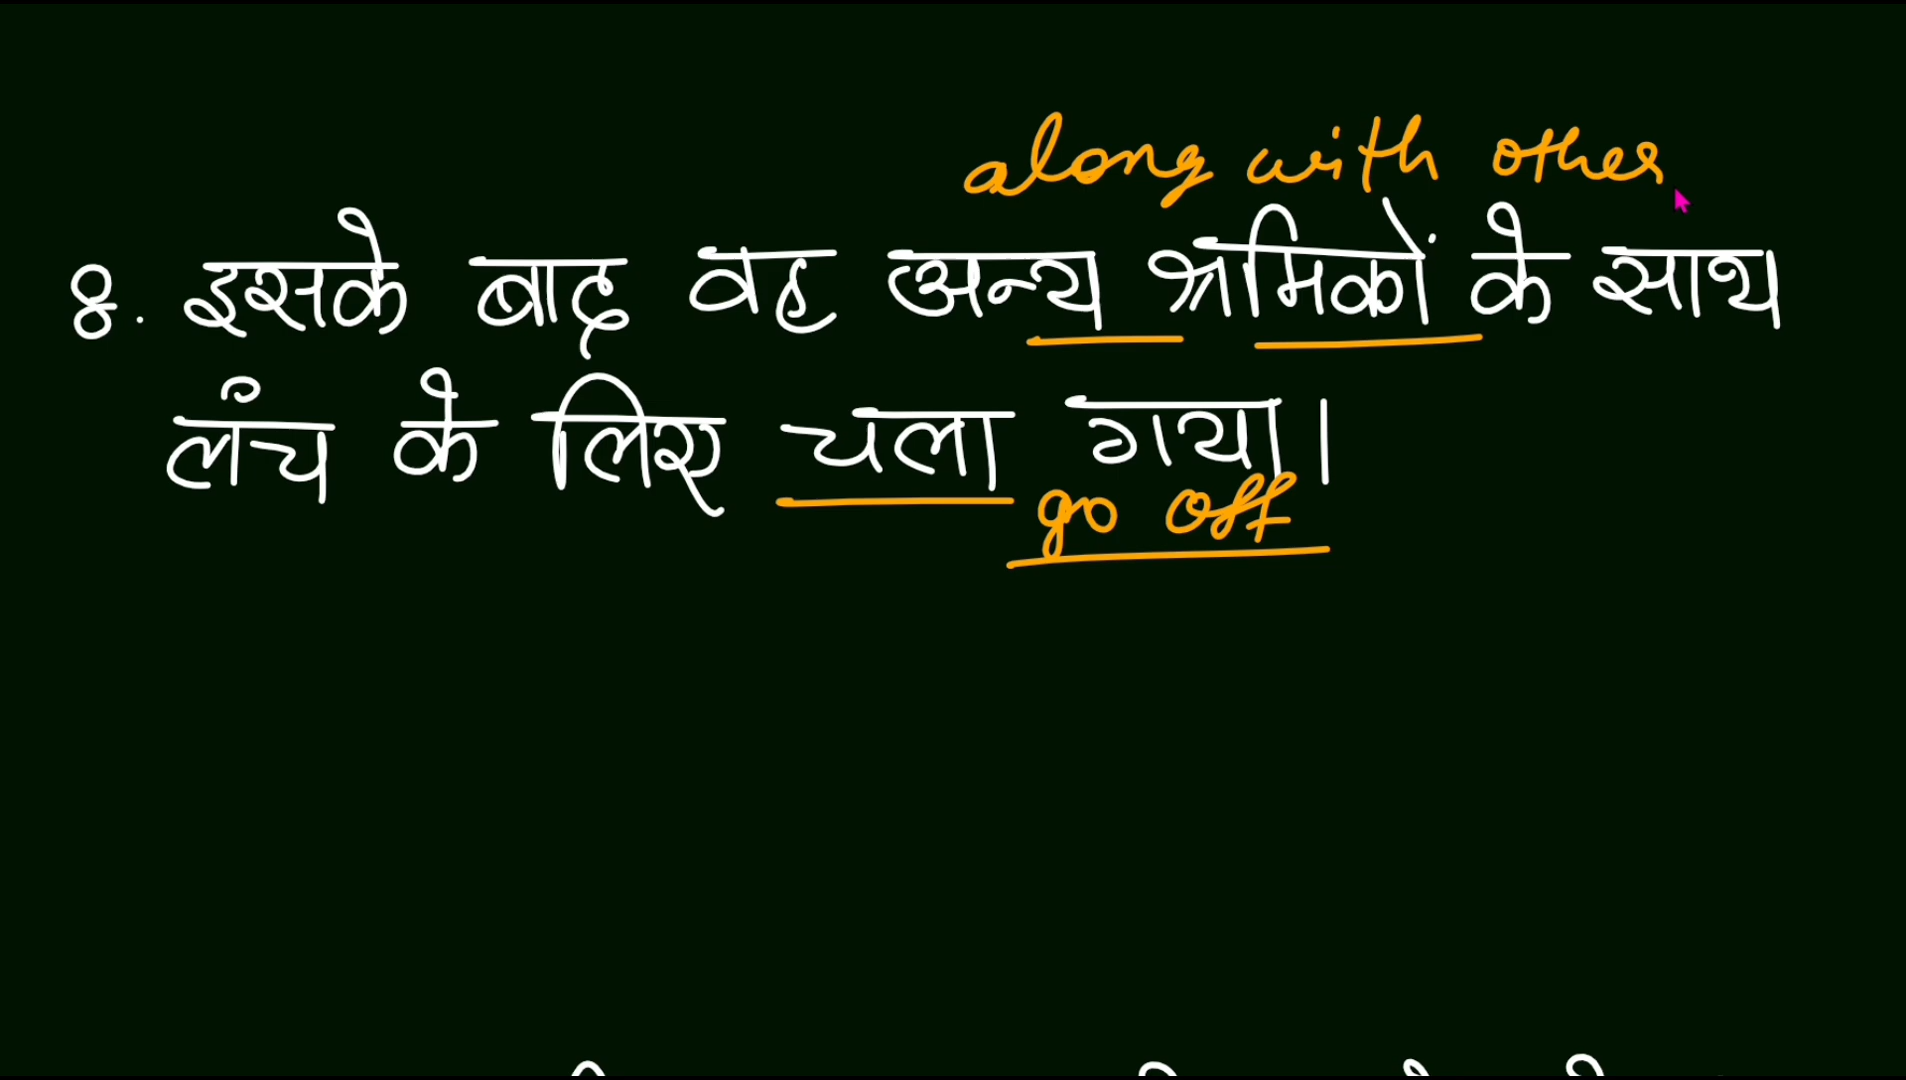 along with other
8. इसके बाद वह अन्य श्रमिकों के साथ
लंच के लिए चला गया।
go off